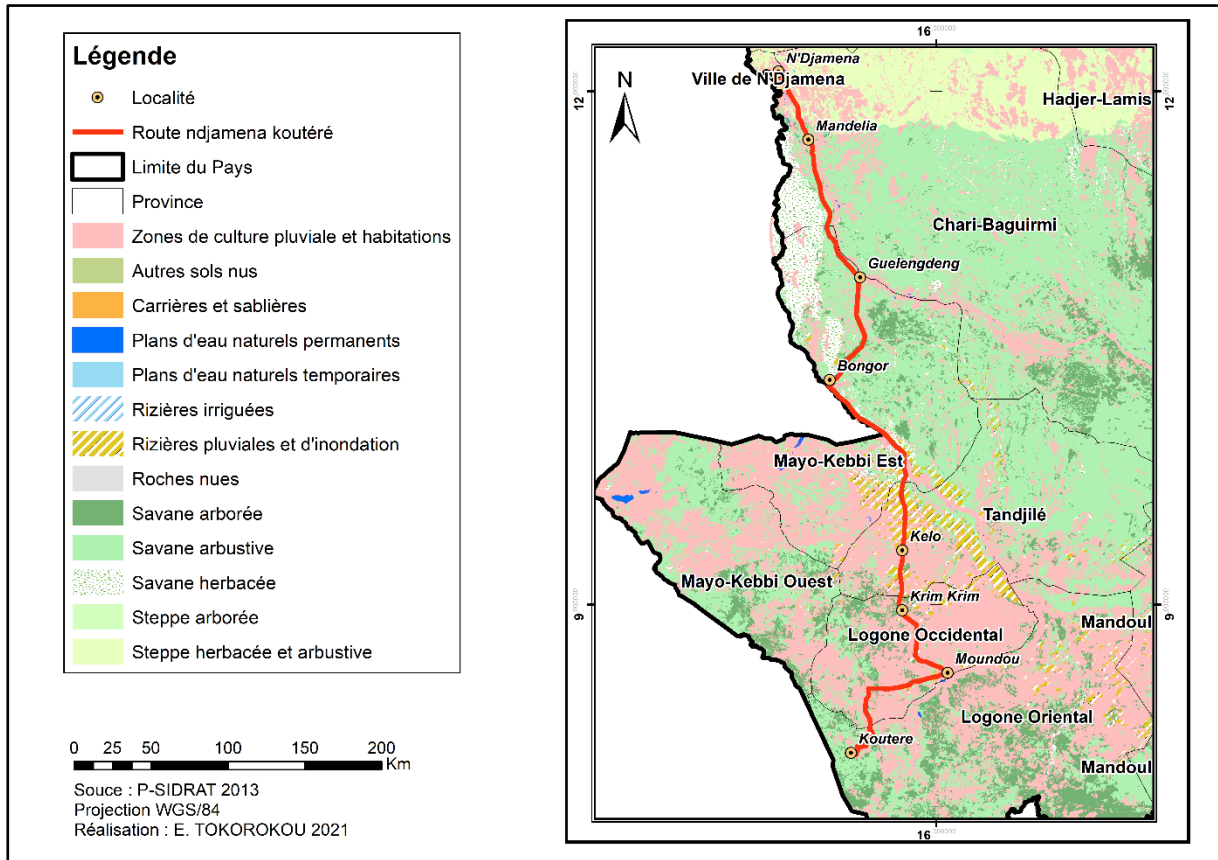 Légende
Localité
Route ndjamena koutéré
Limite du Pays
Province
Zones de culture pluviale et habitations
Autres sols nus
Carrières et sablières
Plans d'eau naturels permanents
Plans d'eau naturels temporaires
Rizières irriguées
Rizières pluviales et d'inondation
Roches nues
Savane arborée
Savane arbustive
Savane herbacée
Steppe arborée
Steppe herbacée et arbustive
0 25 50 100 150 200
Km
Souce : P-SIDRAT 2013
Projection WGS/84
Réalisation : E. TOKOROKOU 2021
16
N
N'Djamena
Ville de N'Djamena
12
12
Hadjer-Lamis
Mandelia
Chari-Baguirmi
Guelengdeng
Bongor
Mayo-Kebbi Est
Tandjilé
Kelo
Mayo-Kebbi Ouest
Krim Krim
9
9
Mandoul
Logone Occidental
Moundou
Logone Oriental
Koutere
Mandoul
16